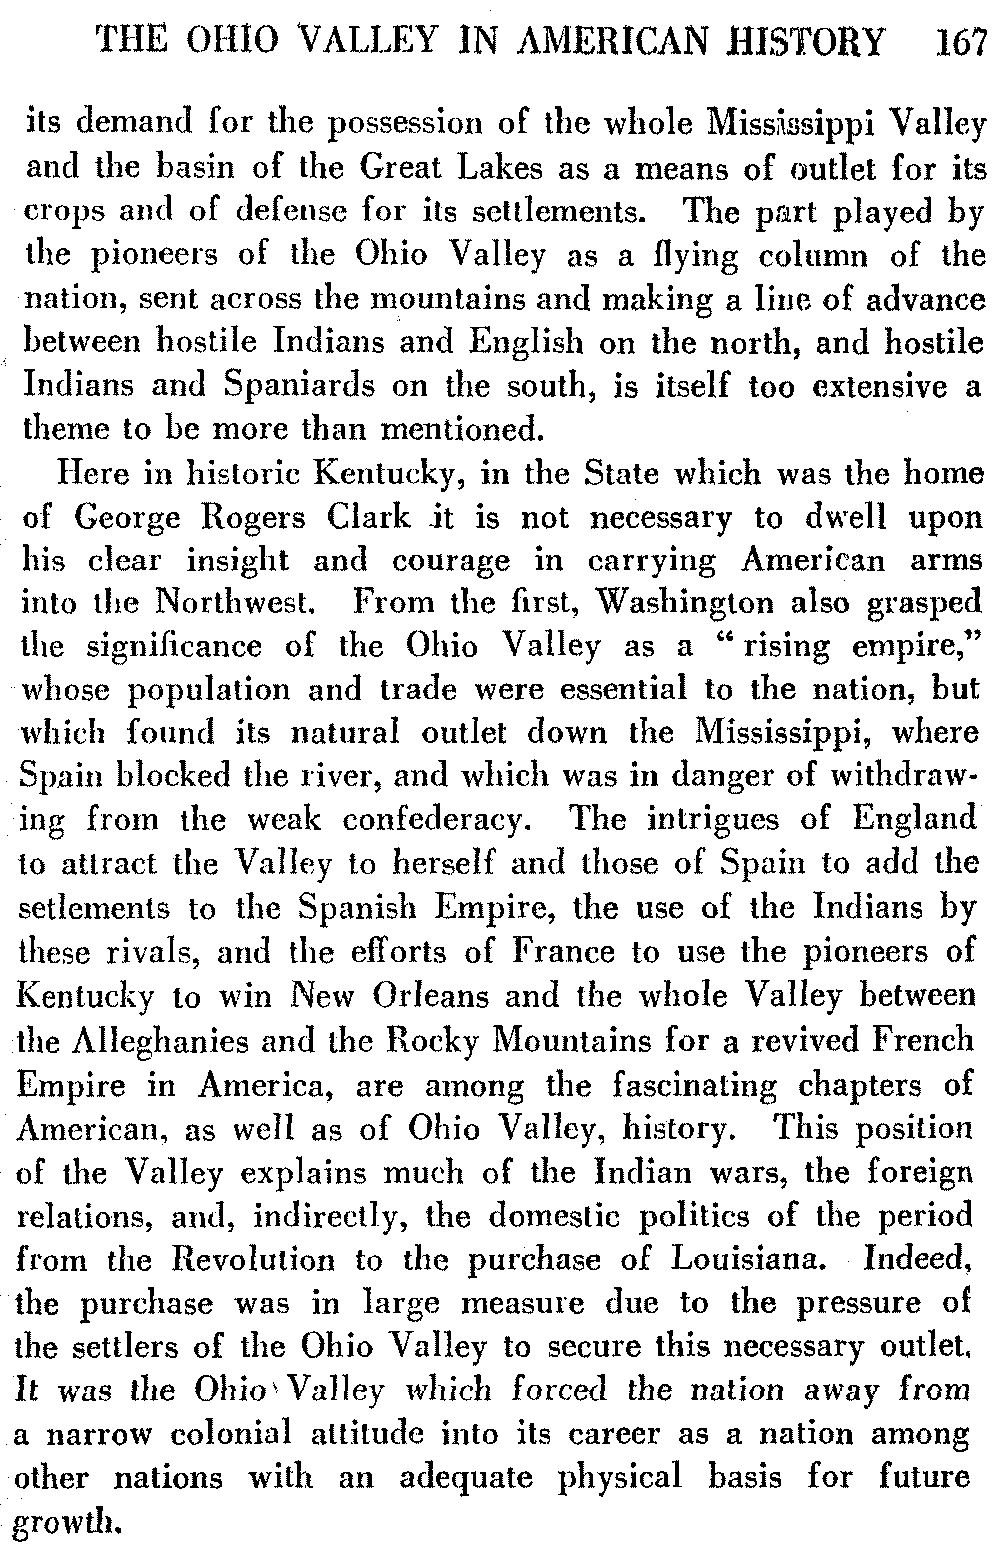 THE OHIO VALLEY IN AMERICAN HISTORY 167
its demand for the possession of the whole Mississippi Valley
and the basin of the Great Lakes as a means of outlet for its
crops and of defense for its settlements. The part played by
the pioneers of the Ohio Valley as a flying column of the
nation, sent across the mountains and making a line of advance
between hostile Indians and English on the north, and hostile
Indians and Spaniards on the south, is itself too extensive a
theme to be more than mentioned.
Here in historic Kentucky, in the State which was the home
of George Rogers Clark it is not necessary to dwell upon
his clear insight and courage in carrying American arms
into the Northwest. From the first, Washington also grasped
the significance of the Ohio Valley as a “ rising empire,”
whose population and trade were essential to the nation, but
which found its natural outlet down the Mississippi, where
Spain blocked the river, and which was in danger of withdraw-
ing from the weak confederacy. The intrigues of England
to attract the Valley to herself and those of Spain to add the
setlements to the Spanish Empire, the use of the Indians by
these rivals, and the efforts of France to use the pioneers of
Kentucky to win New Orleans and the whole Valley between
the Alleghanies and the Rocky Mountains for a revived French
Empire in America, are among the fascinating chapters of
American, as well as of Ohio Valley, history. This position
of the Valley explains much of the Indian wars, the foreign
relations, and, indirectly, the domestic politics of the period
from the Revolution to the purchase of Louisiana. Indeed,
the purchase was in large measure due to the pressure of
the settlers of the Ohio Valley to secure this necessary outlet.
It was the Ohio Valley which forced the nation away from
a narrow colonial attitude into its career as a nation among
other nations with an adequate physical basis for future
growth.